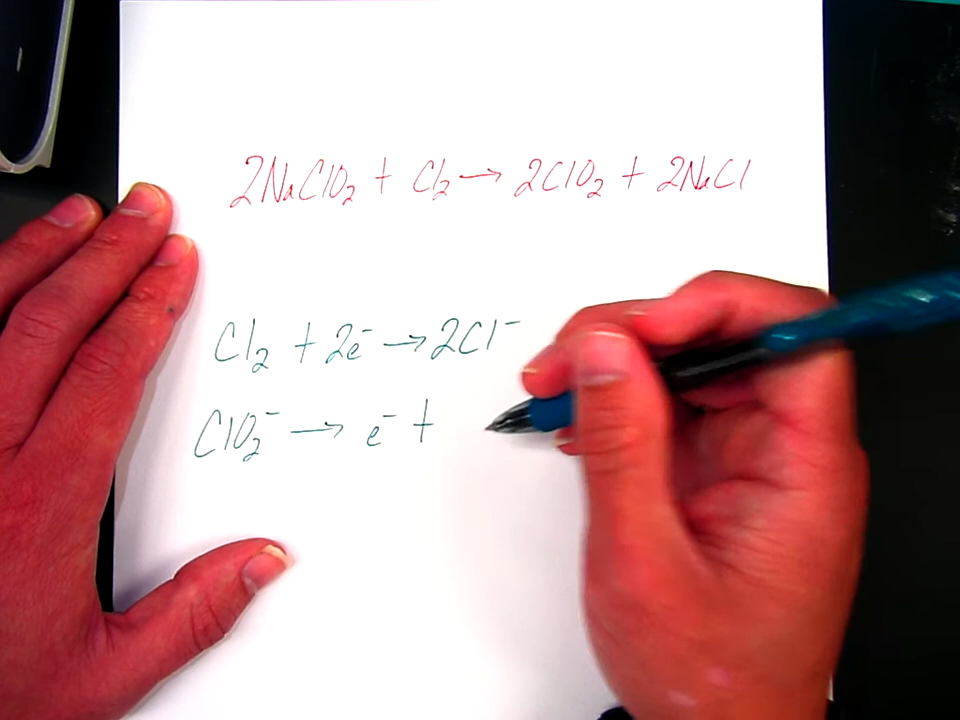 2NaClO₂ + Cl₂ → 2ClO₂ + 2NaCl
Cl₂ + 2e⁻ → 2Cl⁻
ClO₂⁻ → e⁻ +